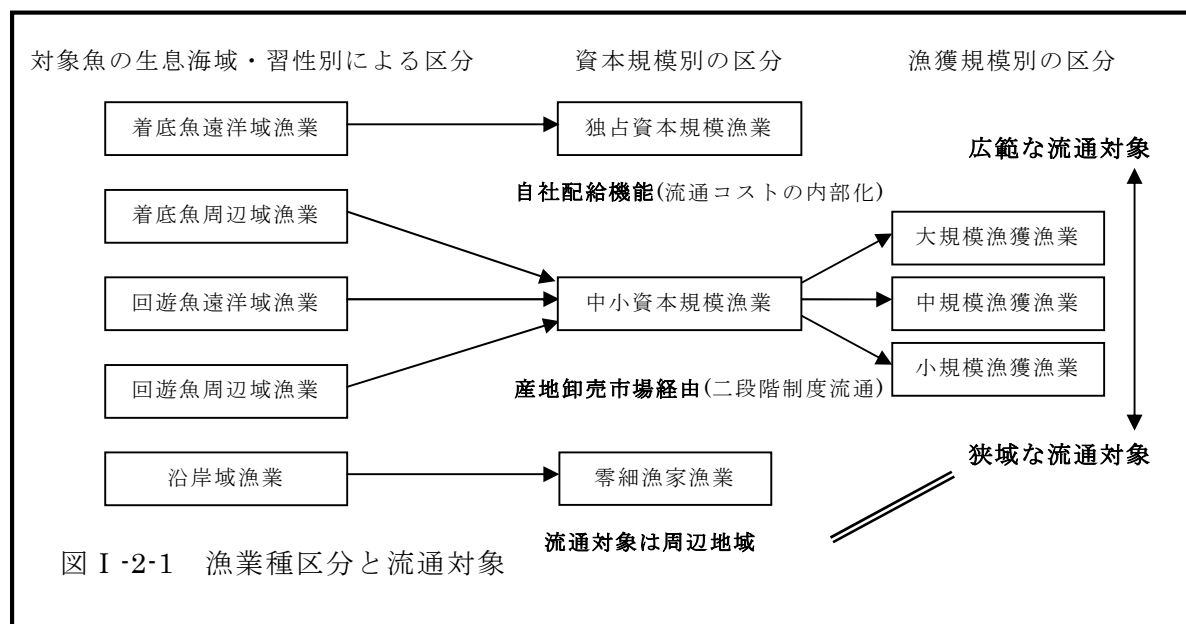 対象魚の生息海域・習性別による区分
資本規模別の区分
漁獲規模別の区分
着底魚遠洋域漁業
独占資本規模漁業
広範な流通対象
自社配給機能(流通コストの内部化)
着底魚周辺域漁業
大規模漁獲漁業
回遊魚遠洋域漁業
中小資本規模漁業
中規模漁獲漁業
小規模漁獲漁業
回遊魚周辺域漁業
産地卸売市場経由(二段階制度流通)
狭域な流通対象
沿岸域漁業
零細漁家漁業
流通対象は周辺地域
図Ⅰ-2-1 漁業種区分と流通対象